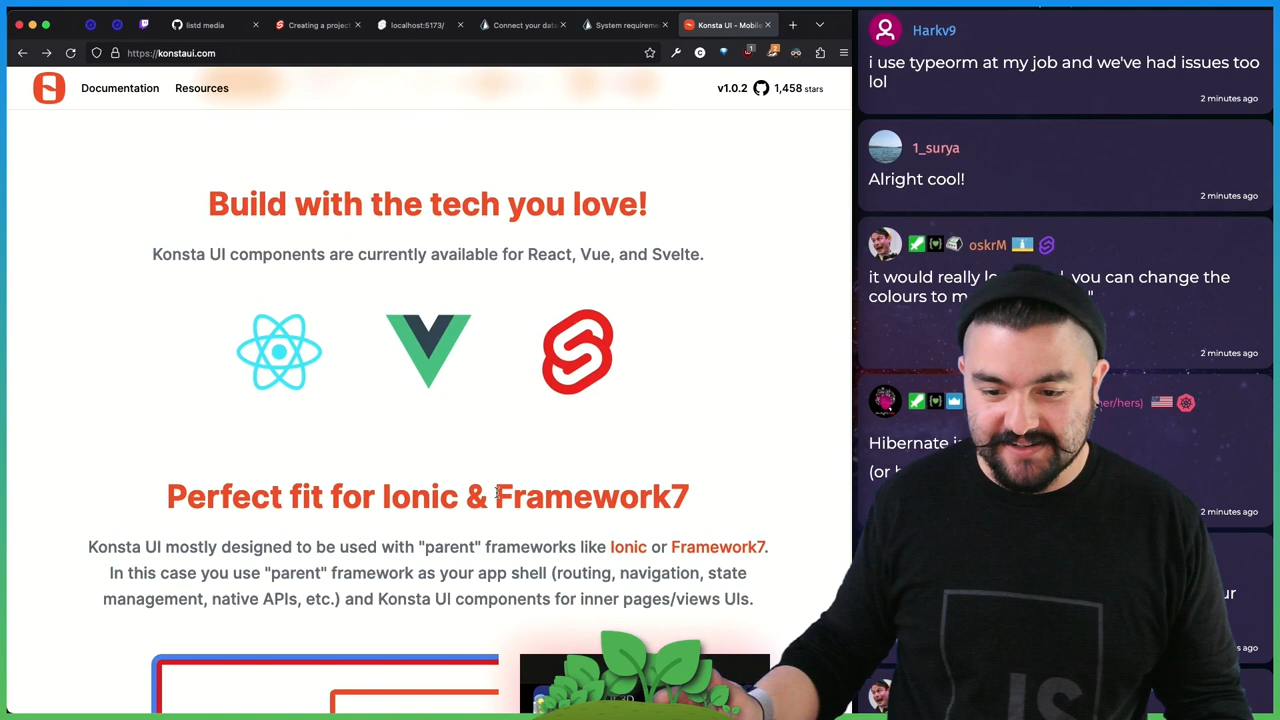 listd media
Creating a project
localhost:5173/
Connect your data
System requireme
Konsta UI - Mobile
https://konstaui.com
Documentation
Resources
v1.0.2
1,458 stars
Build with the tech you love!
Konsta UI components are currently available for React, Vue, and Svelte.
Perfect fit for Ionic & Framework7
Konsta UI mostly designed to be used with "parent" frameworks like Ionic or Framework7.
In this case you use "parent" framework as your app shell (routing, navigation, state
management, native APIs, etc.) and Konsta UI components for inner pages/views UIs.
Harkv9
i use typeorm at my job and we've had issues too
lol
2 minutes ago
1_surya
Alright cool!
2 minutes ago
oskrM
it would really you can change the
colours to
2 minutes ago
er/hers)
Hibernate
(or
2 minutes ago
2 minutes ago
JS